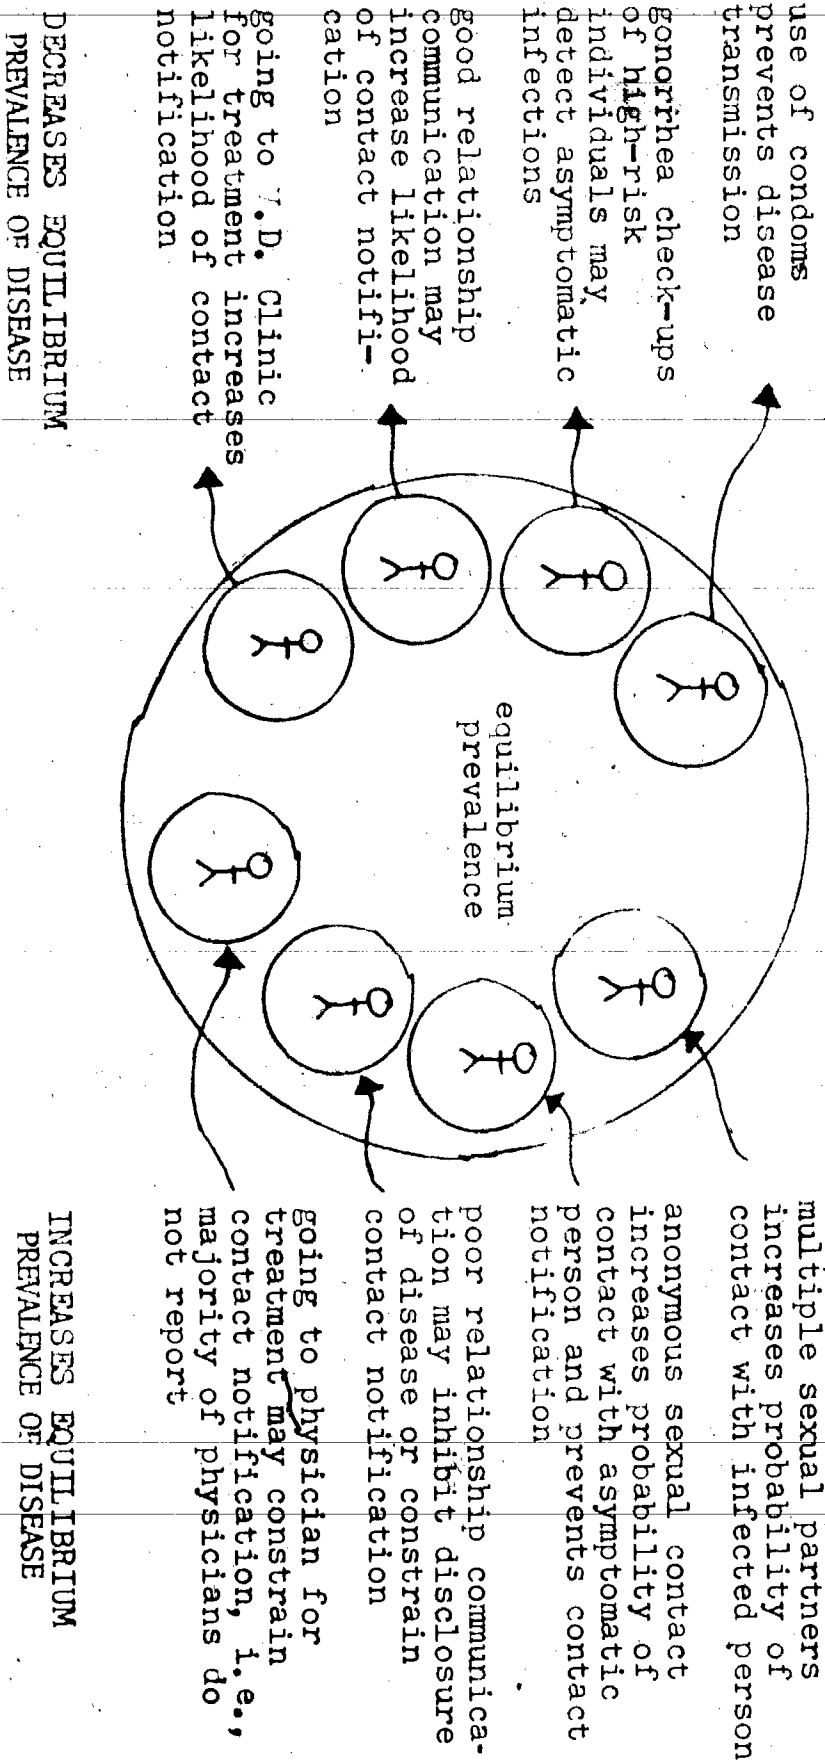 use of condoms
prevents disease
transmission
gonorrhea check-ups
of high-risk
individuals may
detect asymptomatic
infections
good relationship
communication may
increase likelihood
of contact notifi-
cation
going to V.D. Clinic
for treatment increases
likelihood of contact
notification
DECREASES EQUILIBRIUM
PREVALENCE OF DISEASE
equilibrium
prevalence
multiple sexual partners
increases probability of
contact with infected person
anonymous sexual contact
increases probability of
contact with asymptomatic
person and prevents contact
notification
poor relationship communica-
tion may inhibit disclosure
of disease or constrain
contact notification
going to physician for
treatment may constrain
contact notification, i.e.,
majority of physicians do
not report
INCREASES EQUILIBRIUM
PREVALENCE OF DISEASE